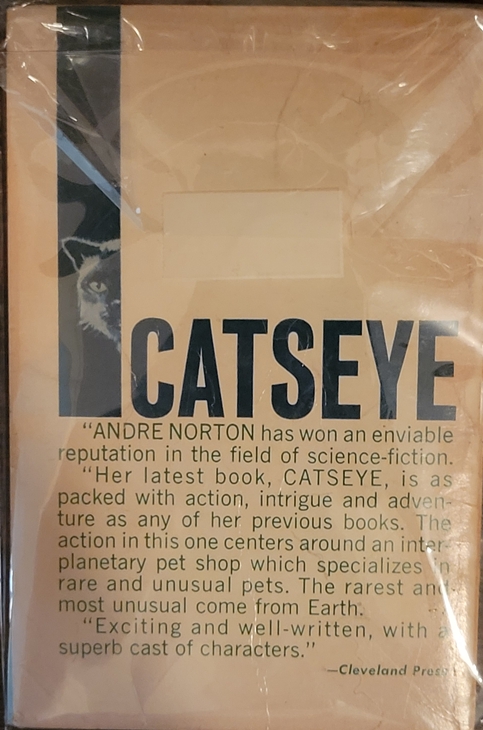 CATSEYE
"ANDRE NORTON has won an enviable
reputation in the field of science-fiction.
"Her latest book, CATSEYE, is as
packed with action, intrigue and adven-
ture as any of her previous books. The
action in this one centers around an inter-
planetary pet shop which specializes in
rare and unusual pets. The rarest and
most unusual come from Earth.
"Exciting and well-written, with a
superb cast of characters."
—Cleveland Press